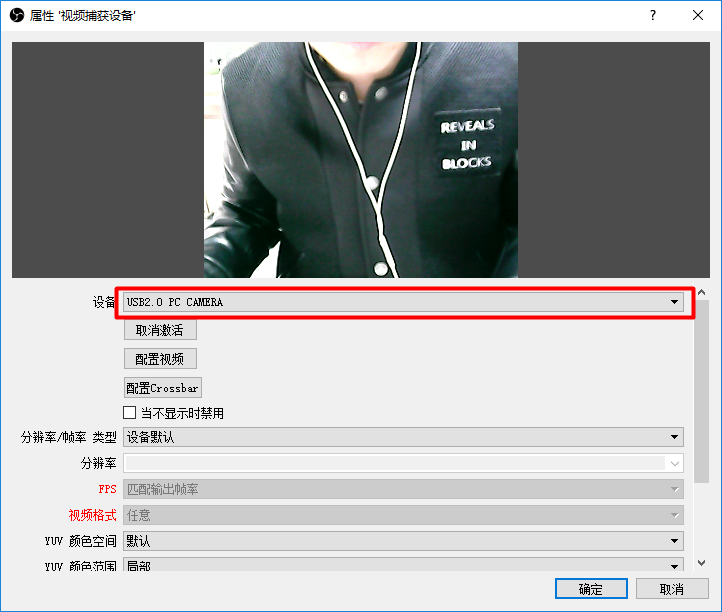 属性 '视频捕获设备'
?
REVEALS
IN
BLOCKS
设备 USB2.0 PC CAMERA
取消激活
配置视频
配置Crossbar
当不显示时禁用
分辨率/帧率 类型 设备默认
分辨率
FPS 匹配输出帧率
视频格式 任意
YUV 颜色空间 默认
YUV 颜色范围 局部
确定 取消